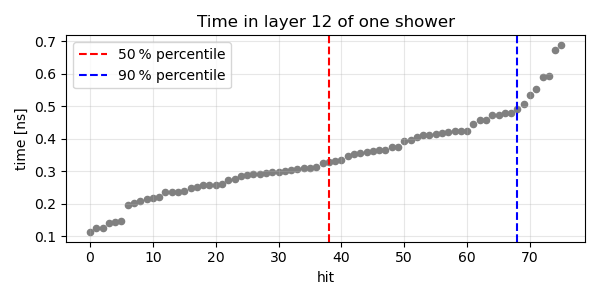 Time in layer 12 of one shower
50 % percentile
90 % percentile
time [ns]
0.7
0.6
0.5
0.4
0.3
0.2
0.1
0 10 20 30 40 50 60 70
hit